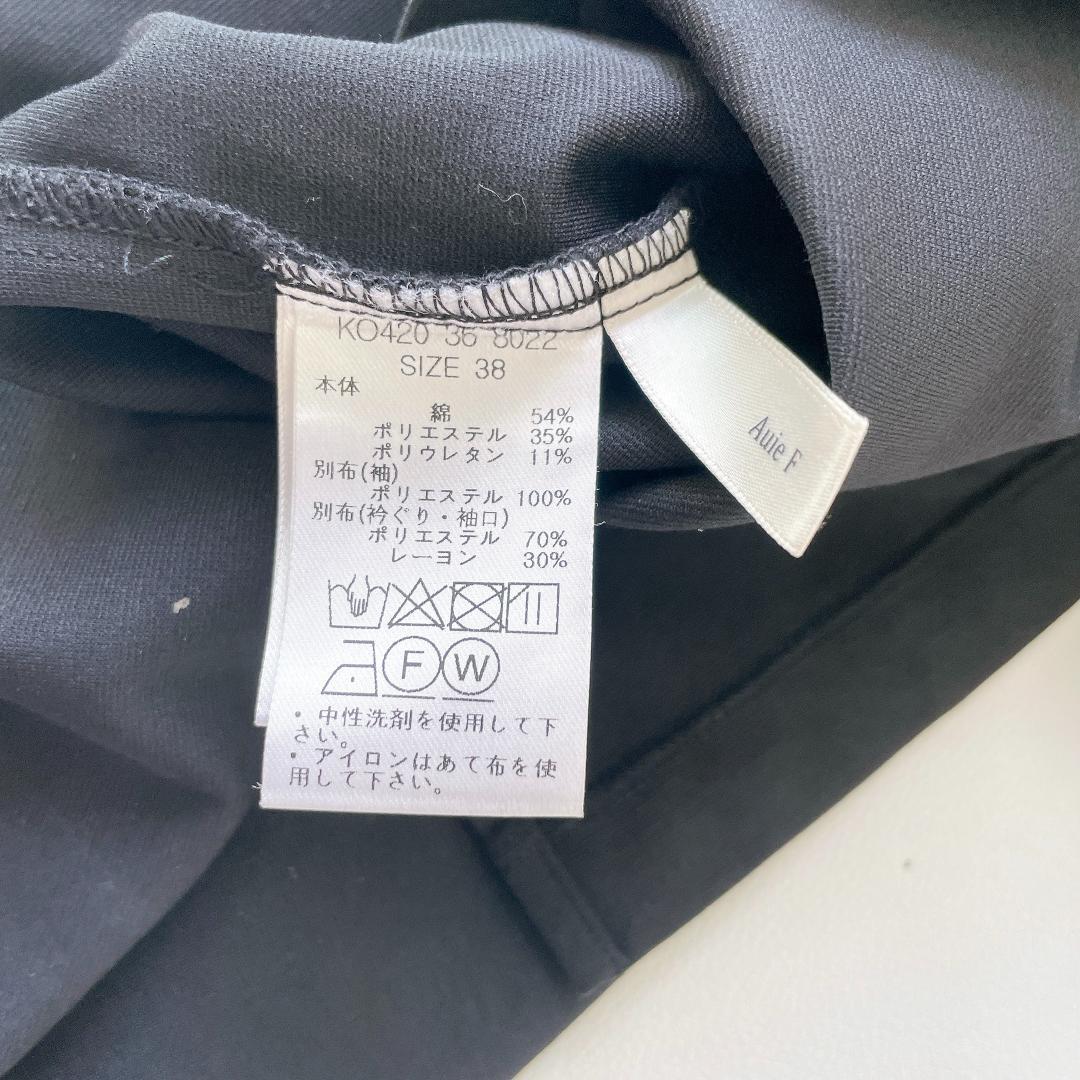 KO420 36 8022
SIZE 38
本体
綿 54%
ポリエステル 35%
ポリウレタン 11%
別布(袖)
ポリエステル 100%
別布(衿ぐり・袖口)
ポリエステル 70%
レーヨン 30%
F W
・中性洗剤を使用して下
さい。
・アイロンはあて布を使
用して下さい。
Auie F